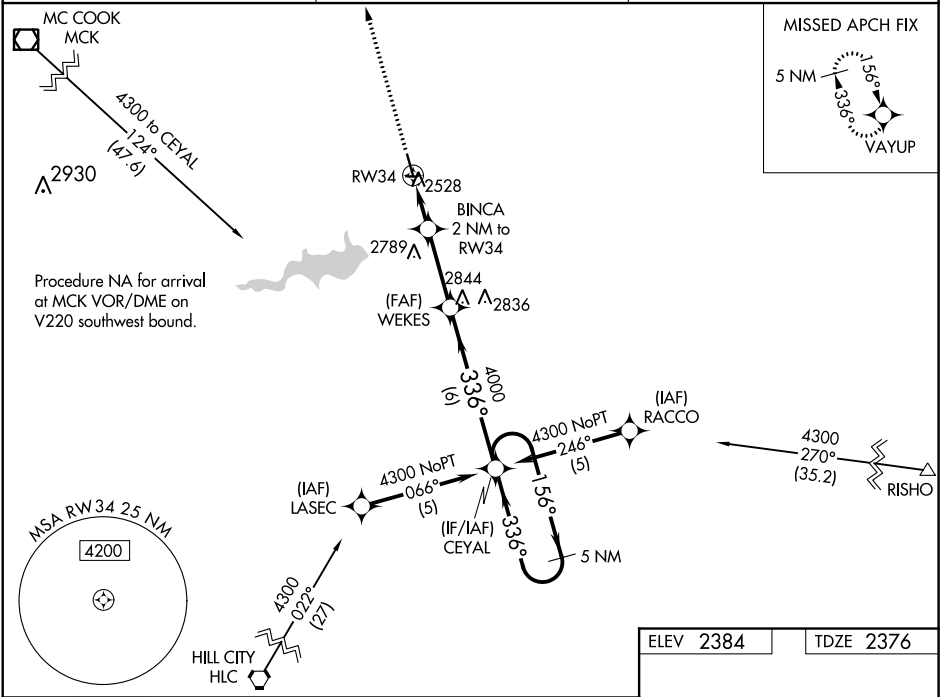 MC COOK
MCK
4300 to CEYAL
124°
(47.6)
2930
Procedure NA for arrival
at MCK VOR/DME on
V220 southwest bound.
RW34
2528
BINCA
2 NM to
RW34
2789
2844
2836
(FAF)
WEKES
4000
336°
(6)
(IAF)
RACCO
4300 NoPT
246°
(5)
4300
270°
(35.2)
RISHO
4300 NoPT
066°
(5)
(IAF)
LASEC
(IF/IAF)
CEYAL
336°
156°
5 NM
4300
022°
(27)
HILL CITY
HLC
MSA RW34 25 NM
4200
MISSED APCH FIX
5 NM
156°
336°
VAYUP
ELEV 2384
TDZE 2376